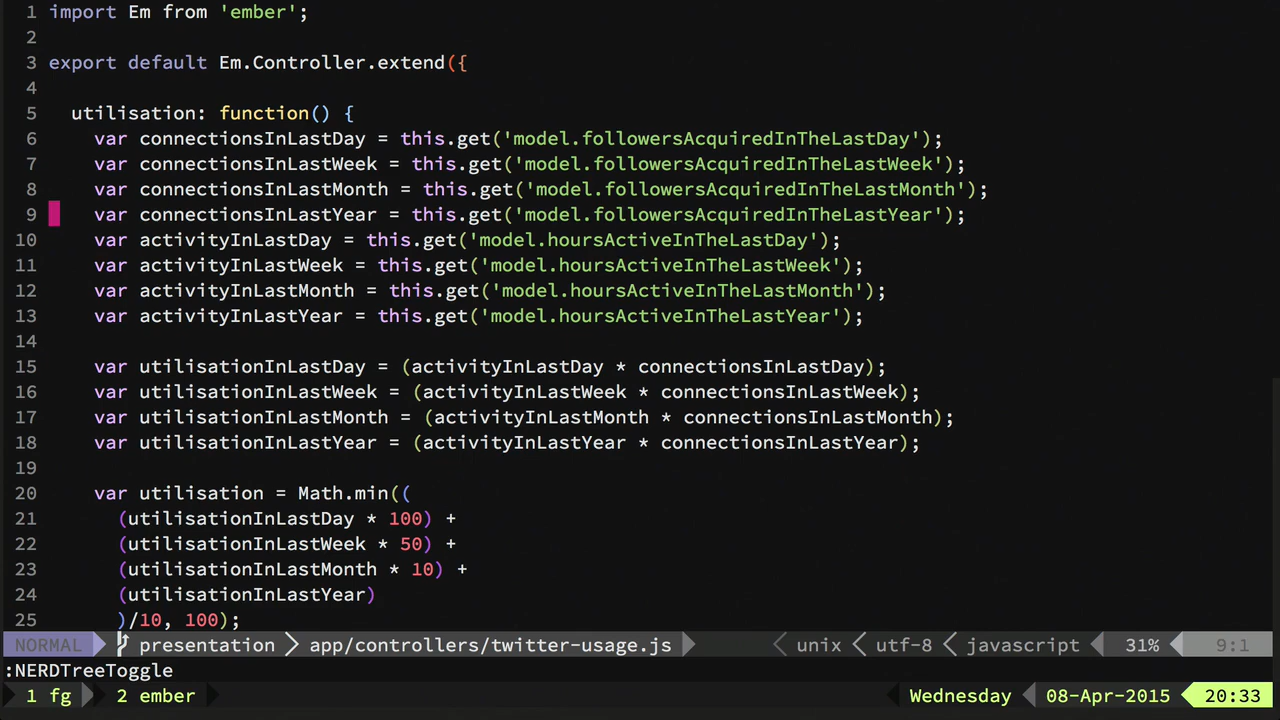 1 import Em from 'ember';
2
3 export default Em.Controller.extend({
4
5   utilisation: function() {
6     var connectionsInLastDay = this.get('model.followersAcquiredInTheLastDay');
7     var connectionsInLastWeek = this.get('model.followersAcquiredInTheLastWeek');
8     var connectionsInLastMonth = this.get('model.followersAcquiredInTheLastMonth');
9     var connectionsInLastYear = this.get('model.followersAcquiredInTheLastYear');
10     var activityInLastDay = this.get('model.hoursActiveInTheLastDay');
11     var activityInLastWeek = this.get('model.hoursActiveInTheLastWeek');
12     var activityInLastMonth = this.get('model.hoursActiveInTheLastMonth');
13     var activityInLastYear = this.get('model.hoursActiveInTheLastYear');
14
15     var utilisationInLastDay = (activityInLastDay * connectionsInLastDay);
16     var utilisationInLastWeek = (activityInLastWeek * connectionsInLastWeek);
17     var utilisationInLastMonth = (activityInLastMonth * connectionsInLastMonth);
18     var utilisationInLastYear = (activityInLastYear * connectionsInLastYear);
19
20     var utilisation = Math.min((
21       (utilisationInLastDay * 100) +
22       (utilisationInLastWeek * 50) +
23       (utilisationInLastMonth * 10) +
24       (utilisationInLastYear)
25       )/10, 100);
NORMAL presentation app/controllers/twitter-usage.js unix utf-8 javascript 31% 9:1
:NERDTreeToggle
1 fg 2 ember Wednesday 08-Apr-2015 20:33